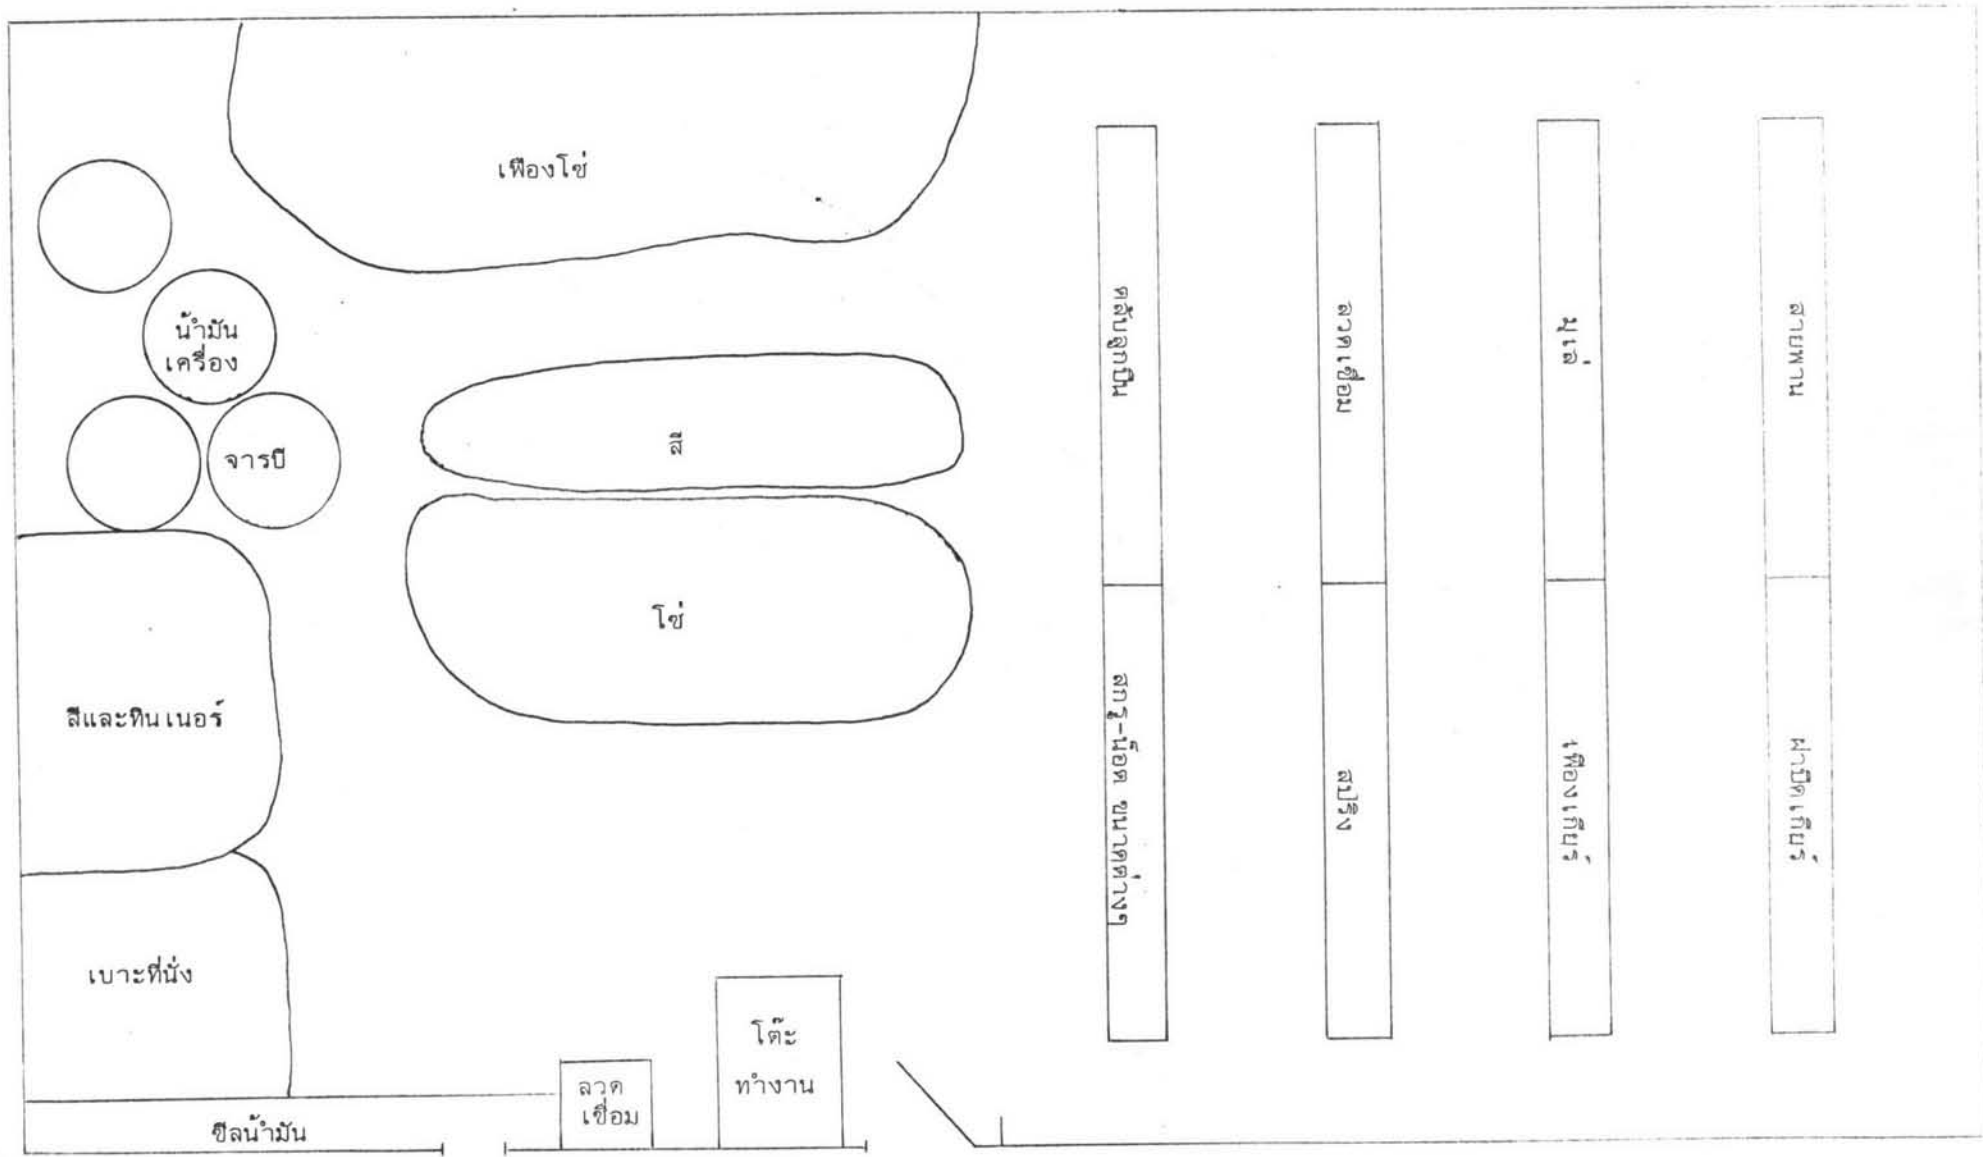 เฟืองโซ่
น้ำมัน
เครื่อง
จารบี
สี
โซ่
สีและทินเนอร์
เบาะที่นั่ง
ซีลน้ำมัน
ลวด
เชื่อม
โต๊ะ
ทำงาน
ตลับลูกปืน
สกรู-น๊อต ขนาดต่างๆ
ลวดเชื่อม
สปริง
มูเล่
เฟืองเกียร์
สายพาน
ฝาปิดเกียร์